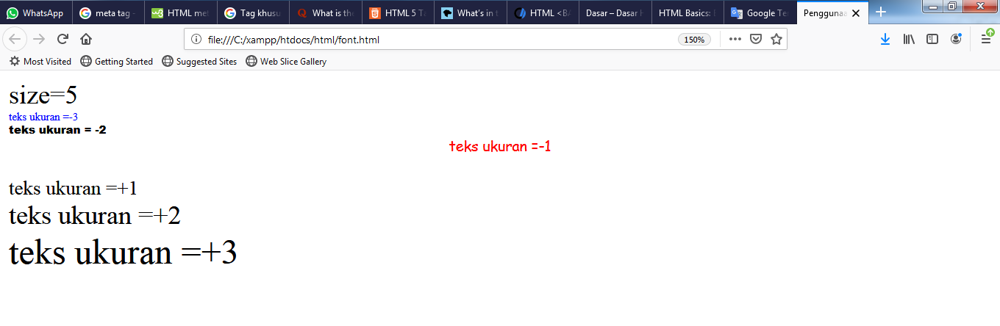 WhatsApp meta tag - HTML met Tag khusu What is the HTML 5 Ta What's in t HTML <BA Dasar – Dasar H HTML Basics: E Google Ter Penggunaa
file:///C:/xampp/htdocs/html/font.html 150%
Most Visited Getting Started Suggested Sites Web Slice Gallery
size=5
teks ukuran =-3
teks ukuran = -2
teks ukuran =-1
teks ukuran =+1
teks ukuran =+2
teks ukuran =+3